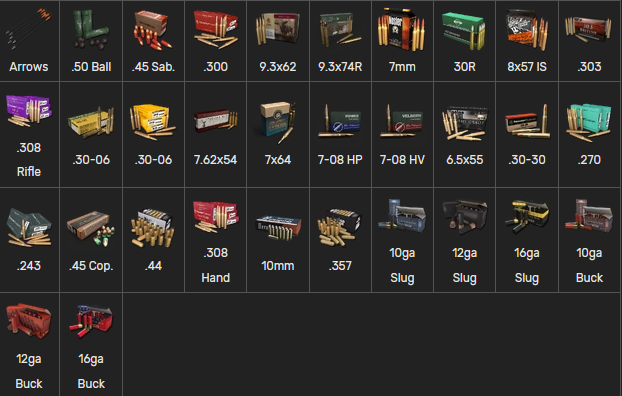 Arrows
.50 Ball
.45 Sab.
.300
9.3x62
9.3x74R
7mm
30R
8x57 IS
.303
.308
Rifle
.30-06
.30-06
7.62x54
7x64
7-08 HP
7-08 HV
6.5x55
.30-30
.270
.243
.45 Cop.
.44
.308
Hand
10mm
.357
10ga
Slug
12ga
Slug
16ga
Slug
10ga
Buck
12ga
Buck
16ga
Buck